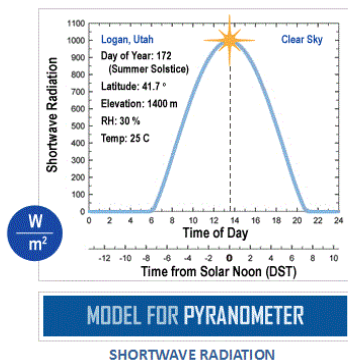 1100
1000
900
800
700
600
500
400
300
200
100
0
Shortwave Radiation
Logan, Utah
Clear Sky
Day of Year: 172
(Summer Solstice)
Latitude: 41.7 °
Elevation: 1400 m
RH: 30 %
Temp: 25 C
0 2 4 6 8 10 12 14 16 18 20 22 24
Time of Day
-12 -10 -8 -6 -4 -2 0 2 4 6 8 10
Time from Solar Noon (DST)
W
m²
MODEL FOR PYRANOMETER
SHORTWAVE RADIATION